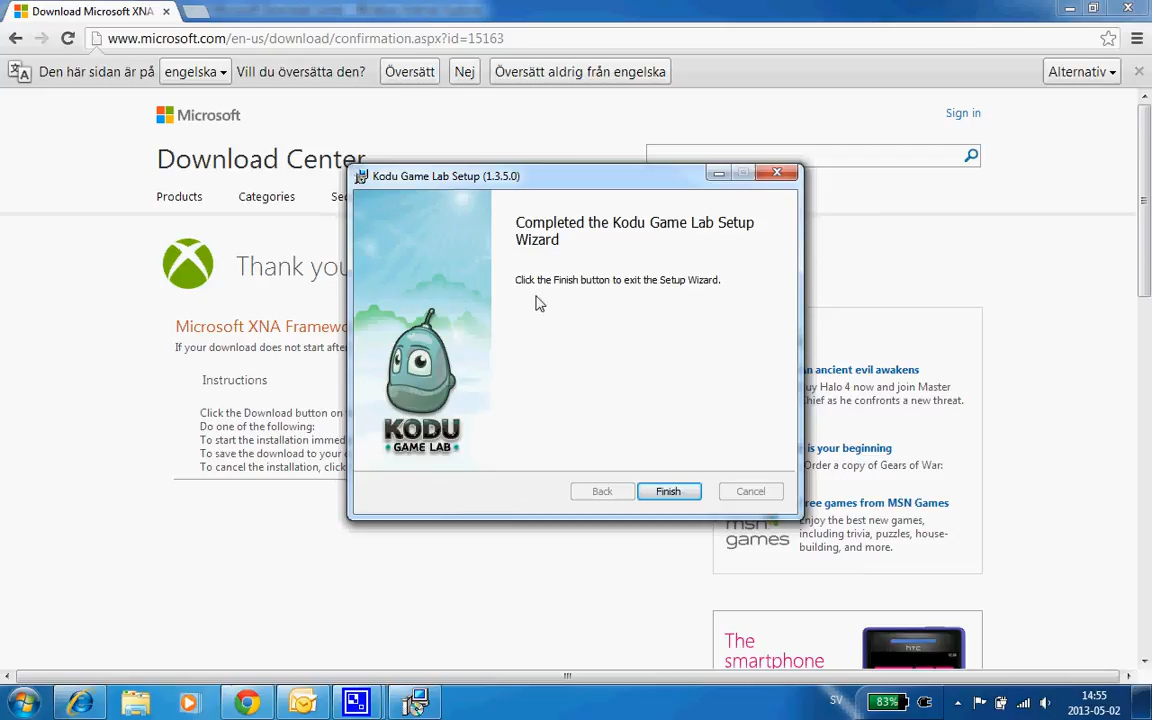 Download Microsoft XNA
www.microsoft.com/en-us/download/confirmation.aspx?id=15163
Den här sidan är på engelska Vill du översätta den? Översätt Nej Översätt aldrig från engelska Alternativ
Microsoft
Sign in
Download Center
Products Categories Sec
Kodu Game Lab Setup (1.3.5.0)
Completed the Kodu Game Lab Setup
Wizard
Click the Finish button to exit the Setup Wizard.
KODU
GAME LAB
Back Finish Cancel
Thank you
Microsoft XNA Framewo
If your download does not start after
Instructions
Click the Download button on
Do one of the following:
To start the installation immed
To save the download to your
To cancel the installation, click
An ancient evil awakens
uy Halo 4 now and join Master
Chief as he confronts a new threat.
is your beginning
Order a copy of Gears of War:
ree games from MSN Games
Enjoy the best new games,
including trivia, puzzles, house-
building, and more.
msn
games
The
smartphone
htc
SV
83%
14:55
2013-05-02